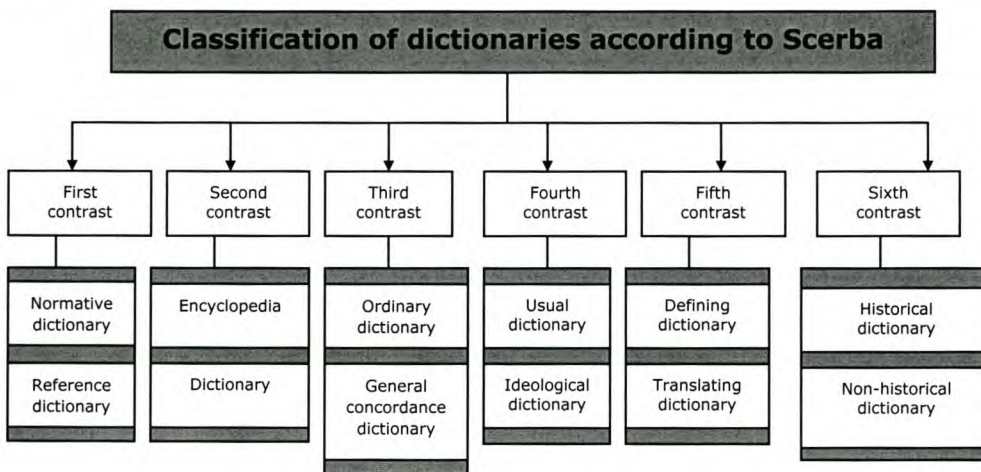 Classification of dictionaries according to Scerba
First
contrast
Second
contrast
Third
contrast
Fourth
contrast
Fifth
contrast
Sixth
contrast
Normative
dictionary
Encyclopedia
Ordinary
dictionary
Usual
dictionary
Defining
dictionary
Historical
dictionary
Reference
dictionary
Dictionary
General
concordance
dictionary
Ideological
dictionary
Translating
dictionary
Non-historical
dictionary